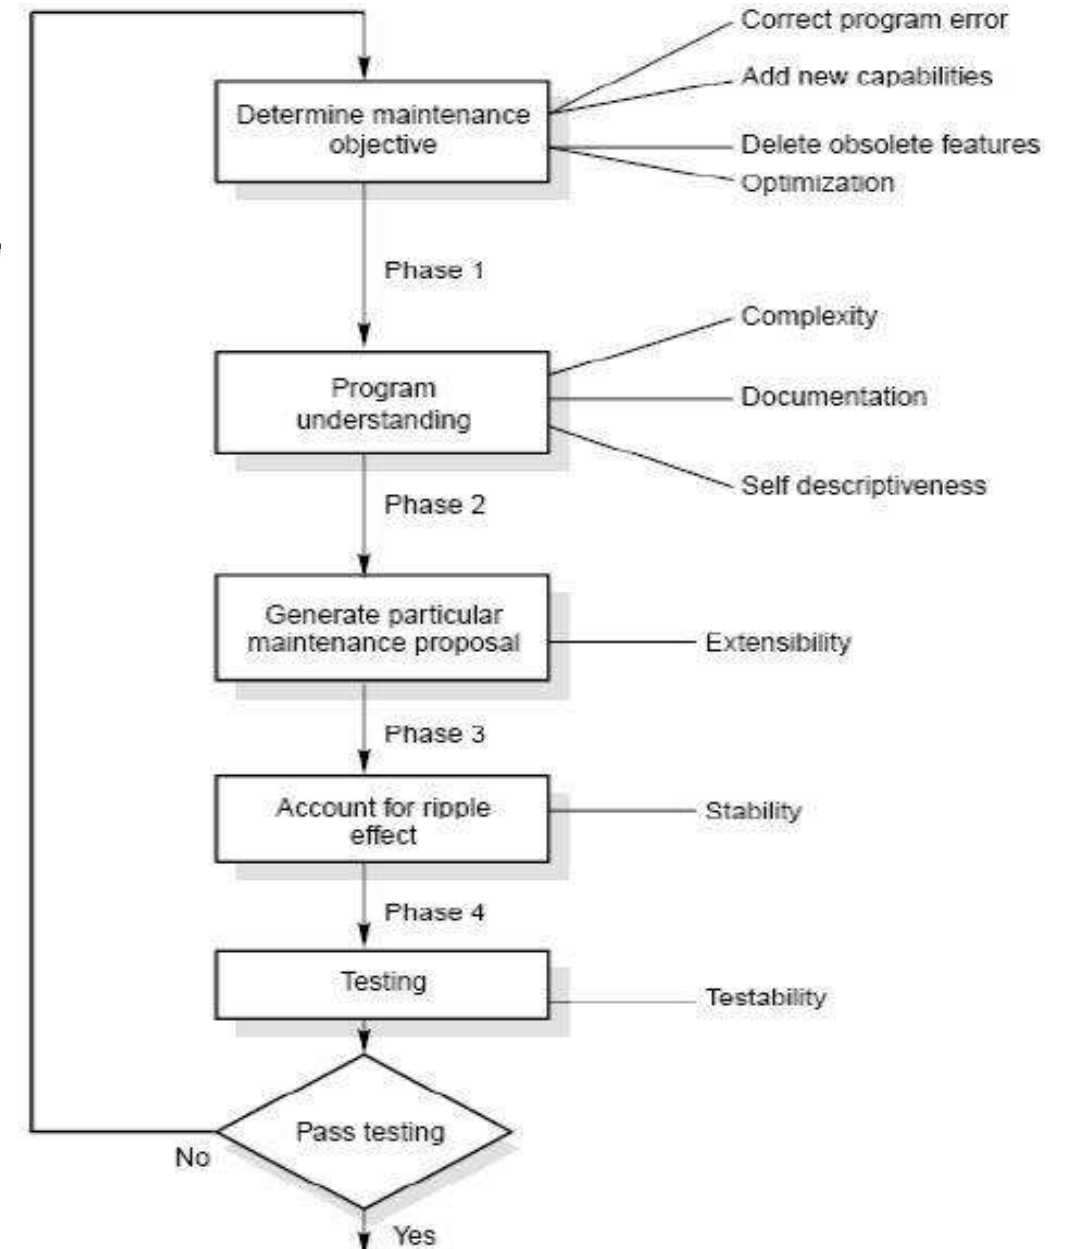 Correct program error
Add new capabilities
Determine maintenance
objective
Delete obsolete features
Optimization
Phase 1
Complexity
Program
understanding
Documentation
Self descriptiveness
Phase 2
Generate particular
maintenance proposal
Extensibility
Phase 3
Account for ripple
effect
Stability
Phase 4
Testing
Testability
Pass testing
No
Yes